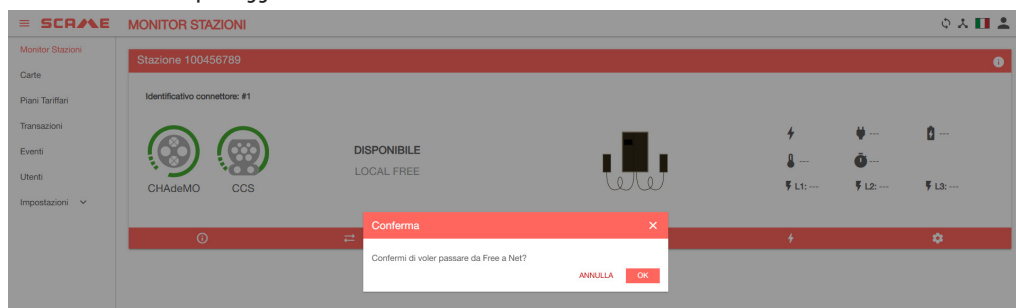 SCAME
MONITOR STAZIONI
Monitor Stazioni
Carte
Piani Tariffari
Transazioni
Eventi
Utenti
Impostazioni
Stazione 100456789
Identificativo connettore: #1
CHAdeMO
CCS
DISPONIBILE
LOCAL FREE
---
---
---
---
L1: ---
L2: ---
L3: ---
Conferma
Confermi di voler passare da Free a Net?
ANNULLA
OK